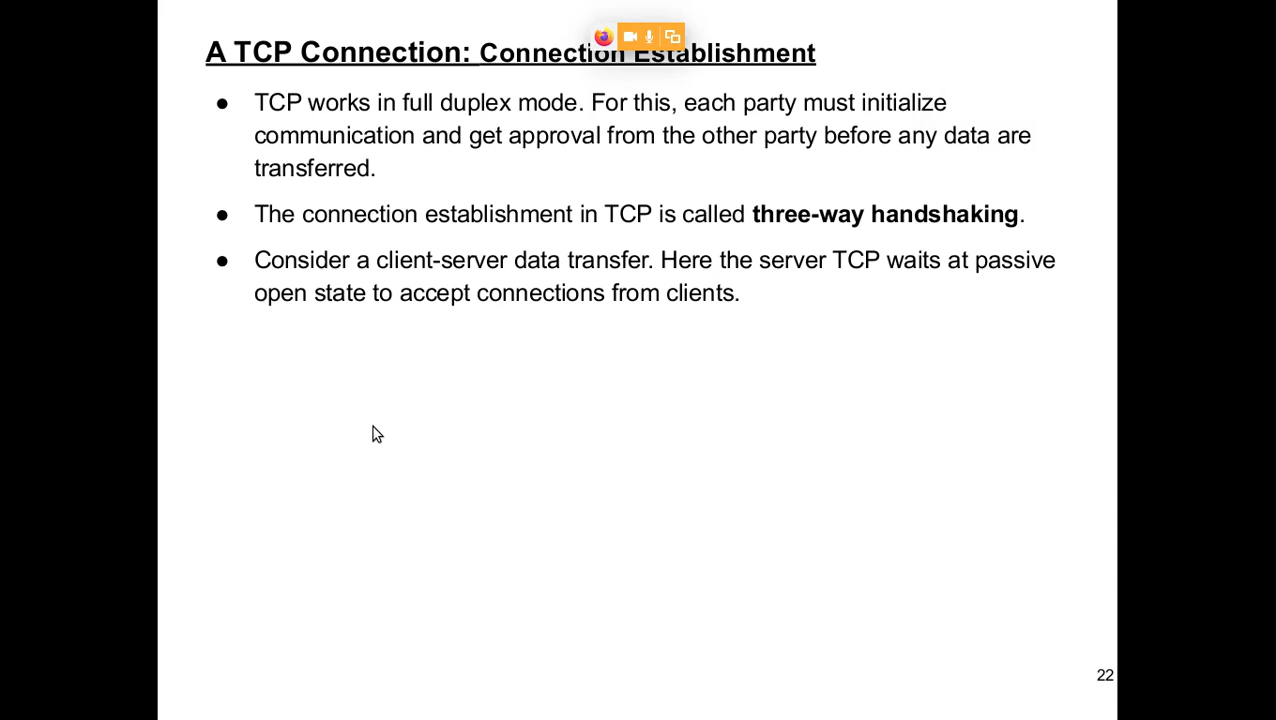 A TCP Connection: Connection Establishment
● TCP works in full duplex mode. For this, each party must initialize
communication and get approval from the other party before any data are
transferred.
● The connection establishment in TCP is called three-way handshaking.
● Consider a client-server data transfer. Here the server TCP waits at passive
open state to accept connections from clients.
22